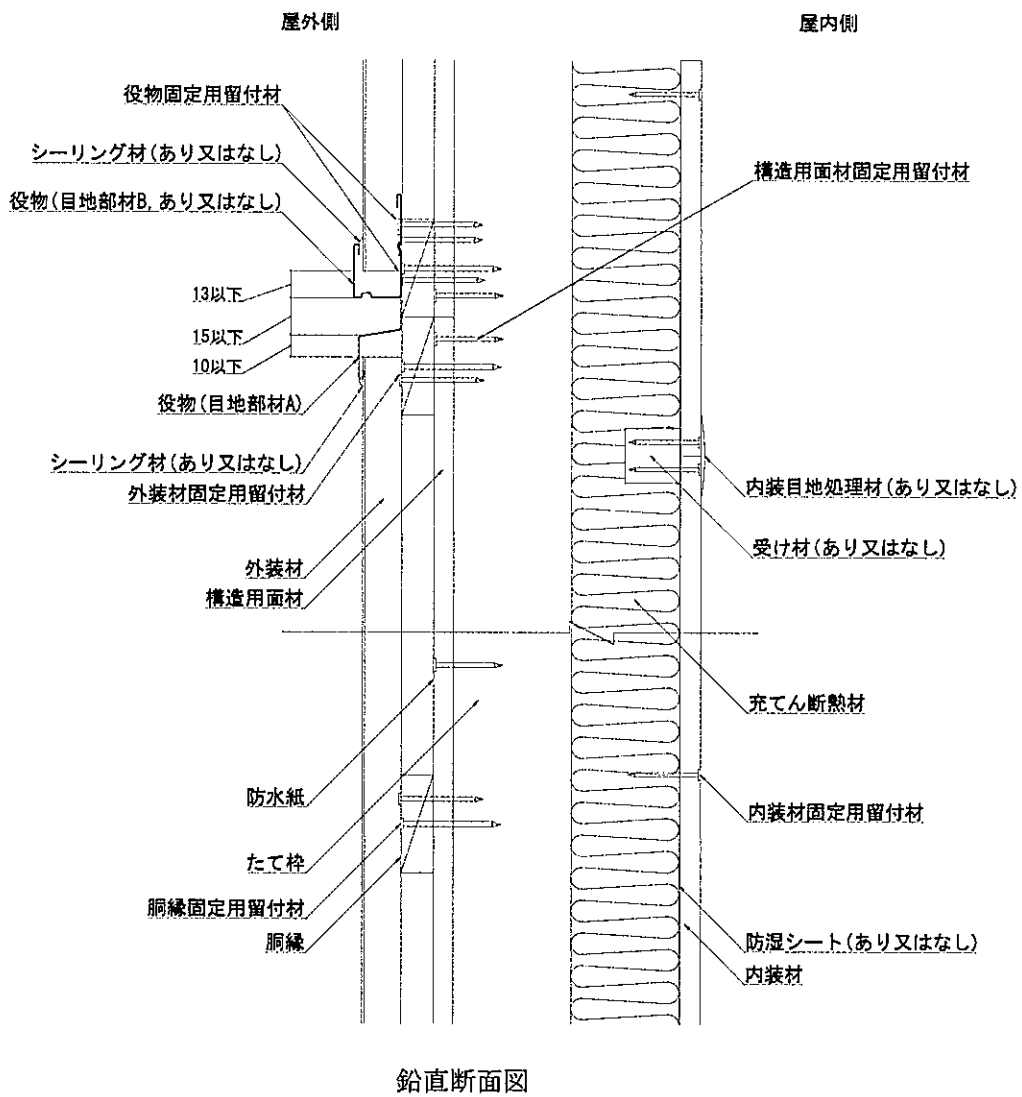 屋外側
屋内側
役物固定用留付材
シーリング材(あり又はなし)
役物(目地部材B, あり又はなし)
構造用面材固定用留付材
13以下
15以下
10以下
役物(目地部材A)
シーリング材(あり又はなし)
外装材固定用留付材
内装目地処理材(あり又はなし)
受け材(あり又はなし)
外装材
構造用面材
充てん断熱材
防水紙
内装材固定用留付材
たて枠
胴縁固定用留付材
胴縁
防湿シート(あり又はなし)
内装材
鉛直断面図